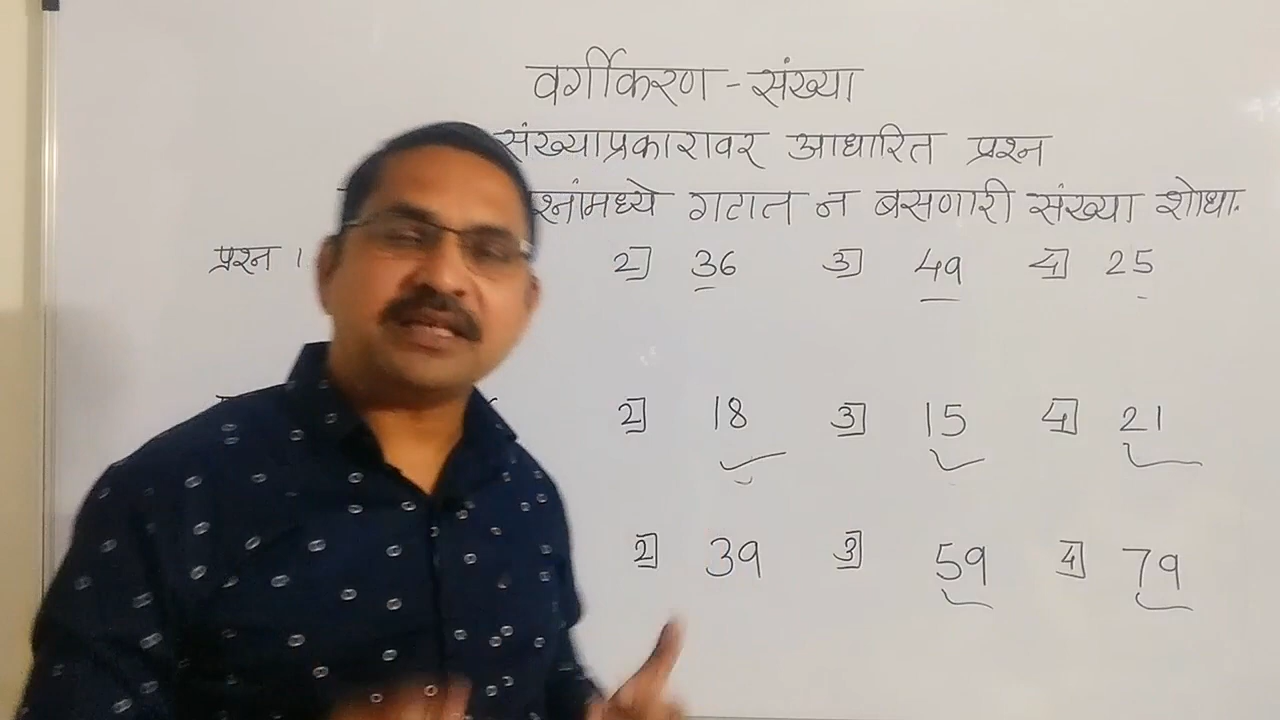 वर्गीकरण - संख्या
संख्याप्रकारावर आधारित प्रश्न
गटात न बसणारी संख्या शोधा.
प्रश्न 1. 2] 36 3] 49 4] 25
2] 18 3] 15 4] 21
2] 39 3] 59 4] 79